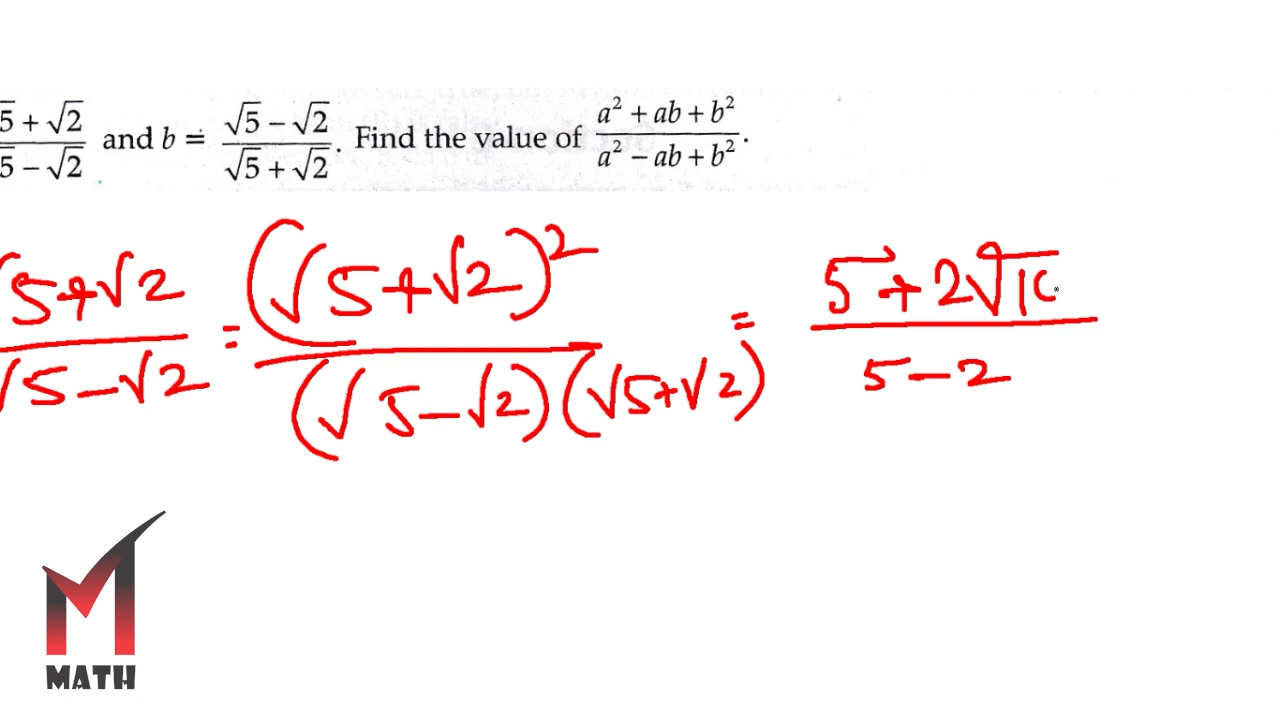 5 + √2 / 5 − √2 and b = √5 − √2 / √5 + √2. Find the value of a² + ab + b² / a² − ab + b².
√5+√2 / √5−√2 = (√5+√2)² / (√5−√2)(√5+√2) = 5+2√10 / 5−2
MATH